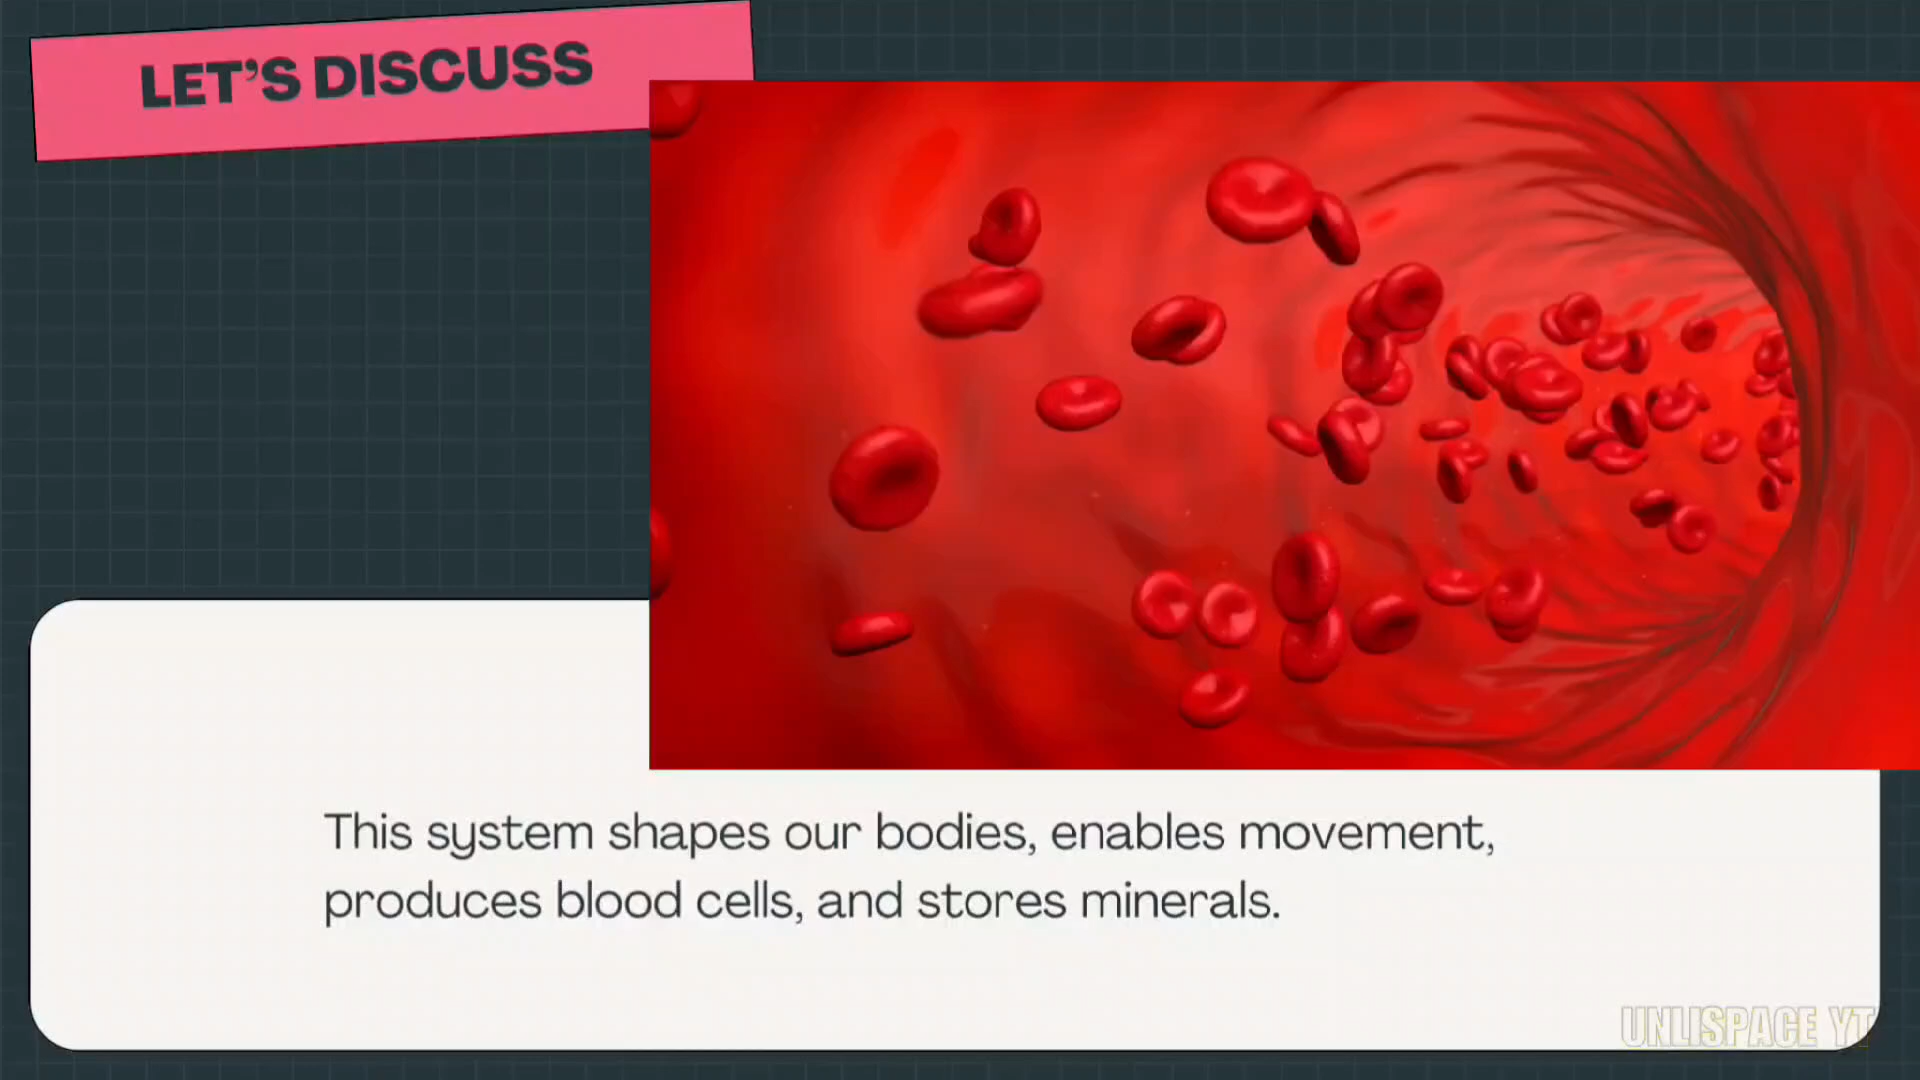 LET'S DISCUSS
This system shapes our bodies, enables movement,
produces blood cells, and stores minerals.
UNLISPACE YT